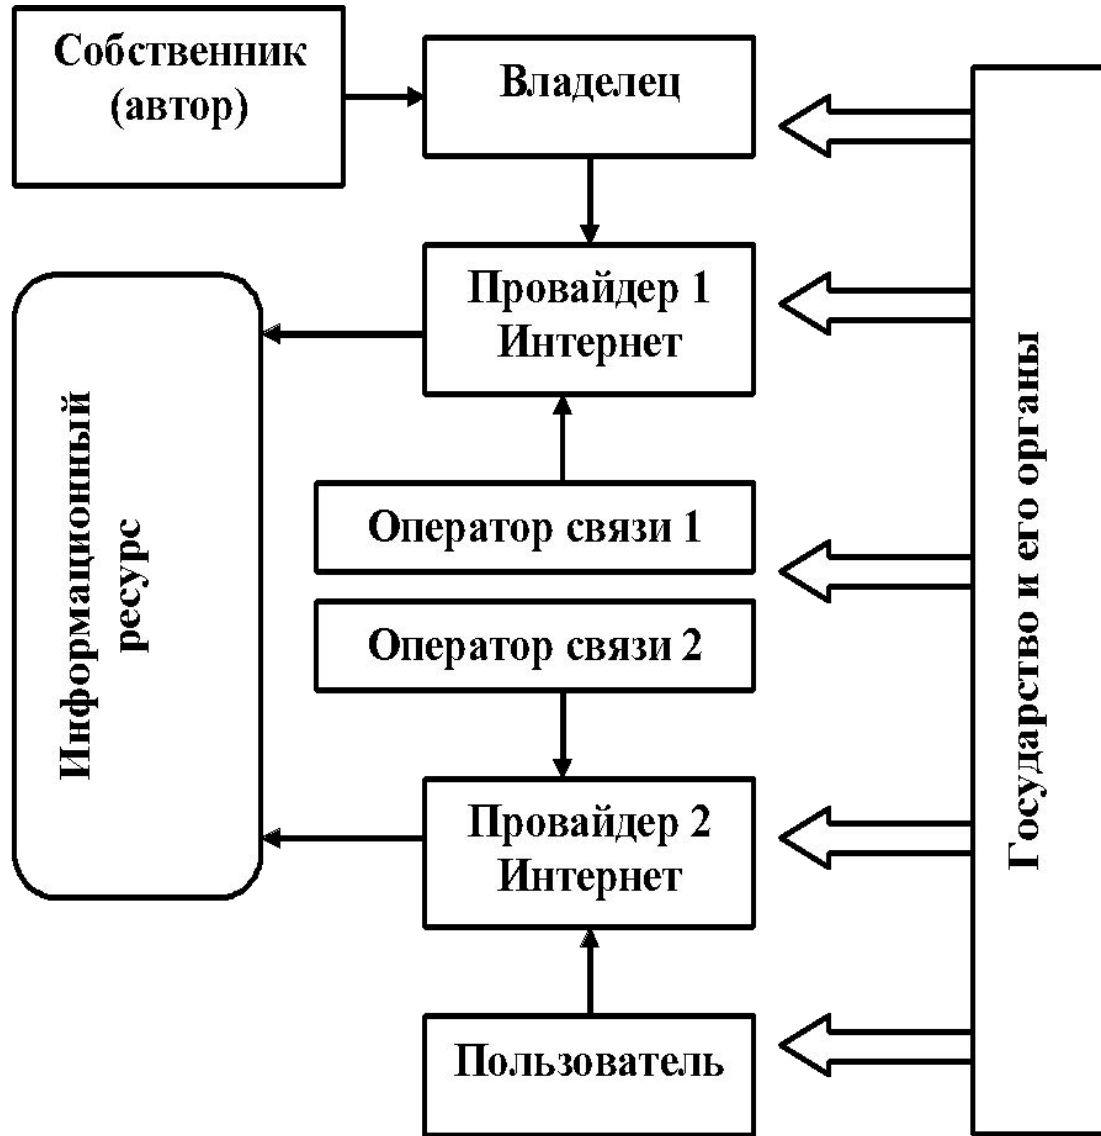 Собственник
(автор)
Владелец
Провайдер 1
Интернет
Информационный
ресурс
Оператор связи 1
Оператор связи 2
Провайдер 2
Интернет
Пользователь
Государство и его органы